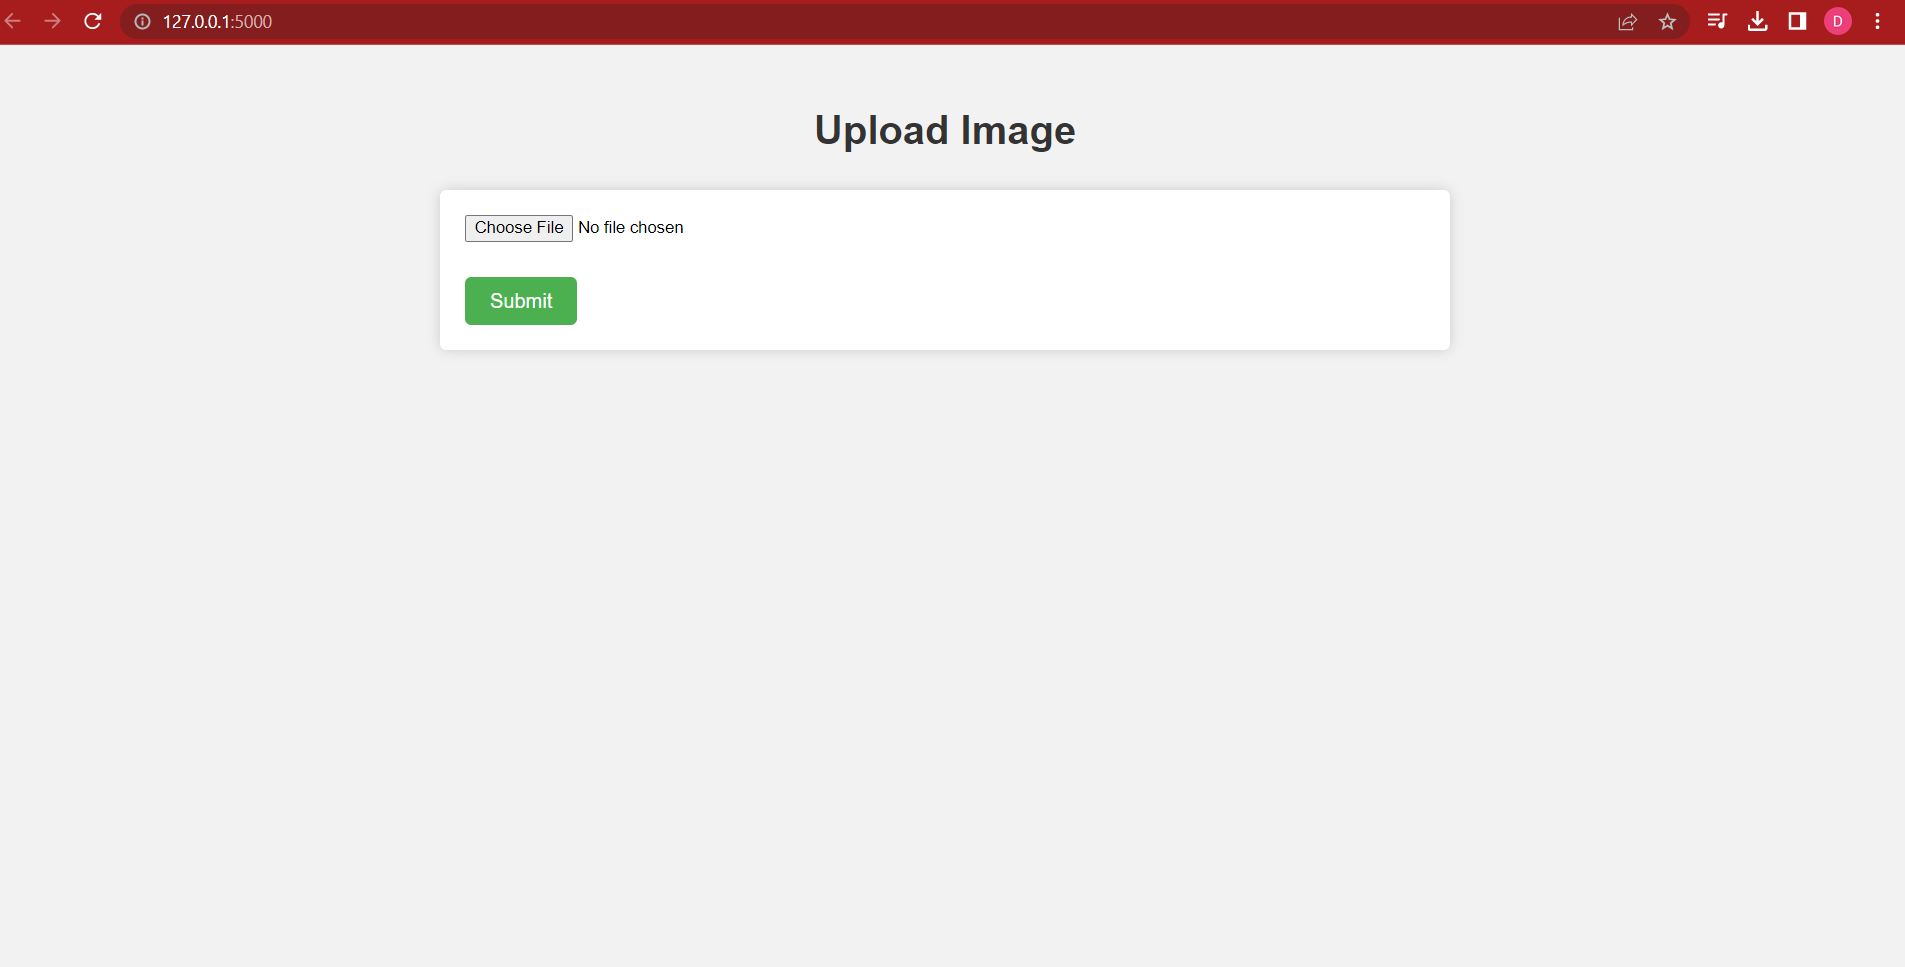 127.0.0.1:5000
D
Upload Image
Choose File No file chosen
Submit